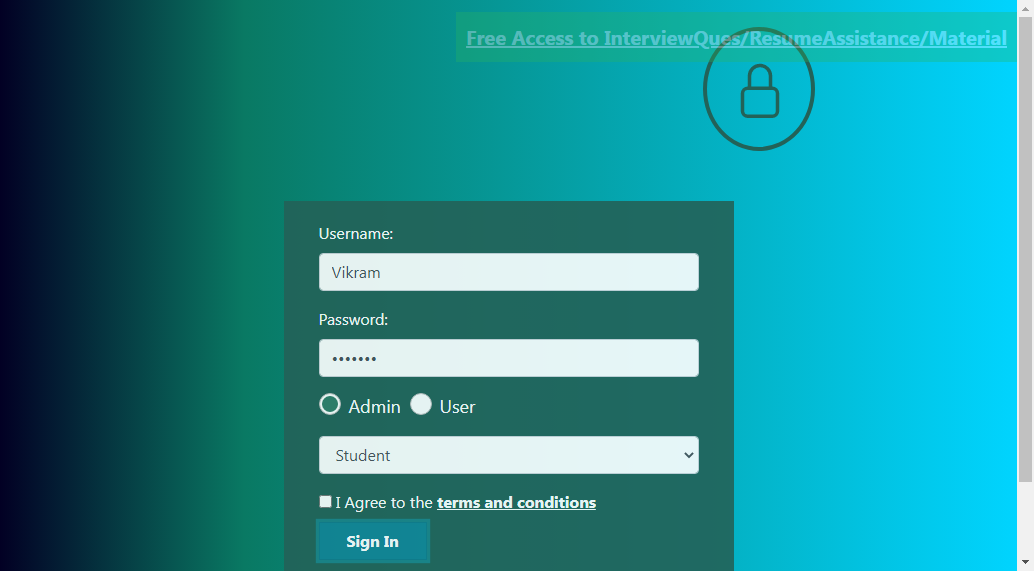 Free Access to InterviewQues/ResumeAssistance/Material
Username:
Vikram
Password:
•••••••
Admin User
Student
I Agree to the terms and conditions
Sign In